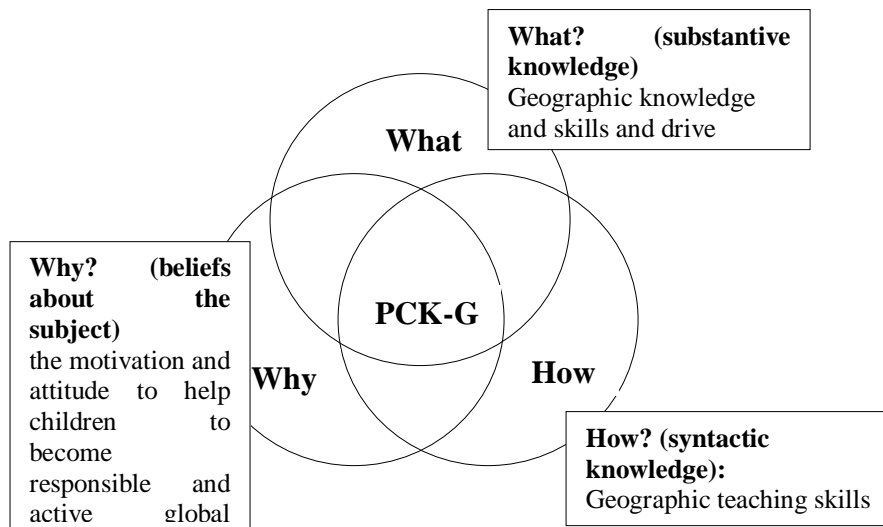 What? (substantive
knowledge)
Geographic knowledge
and skills and drive
What
Why? (beliefs
about the
subject)
the motivation and
attitude to help
children to
become
responsible and
active global
PCK-G
Why
How
How? (syntactic
knowledge):
Geographic teaching skills